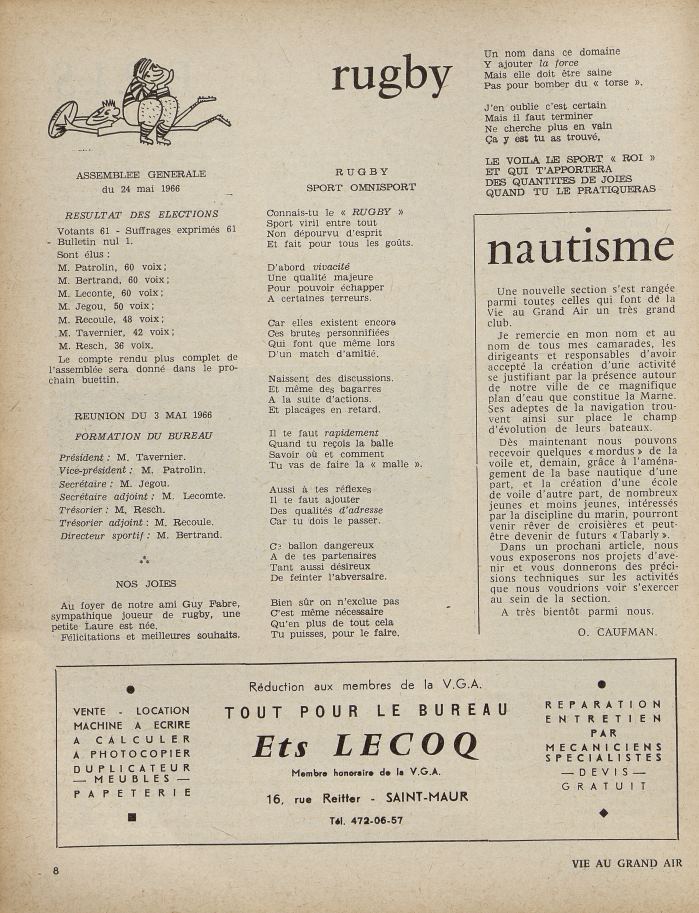 rugby
ASSEMBLEE GENERALE
du 24 mai 1966
RESULTAT DES ELECTIONS
Votants 61 - Suffrages exprimés 61
- Bulletin nul 1.
Sont élus :
M. Patrolin, 60 voix ;
M. Bertrand, 60 voix ;
M. Leconte, 60 voix ;
M. Jegou, 50 voix ;
M. Recoule, 48 voix ;
M. Tavernier, 42 voix ;
M. Resch, 36 voix.
Le compte rendu plus complet de
l'assemblée sera donné dans le pro-
chain buettin.
REUNION DU 3 MAI 1966
FORMATION DU BUREAU
Président : M. Tavernier.
Vice-président : M. Patrolin.
Secrétaire : M. Jegou.
Secrétaire adjoint : M. Lecomte.
Trésorier : M, Resch.
Trésorier adjoint : M. Recoule.
Directeur sportif : M. Bertrand.
NOS JOIES
Au foyer de notre ami Guy Fabre,
sympathique joueur de rugby, une
petite Laure est née.
Félicitations et meilleures souhaits.
RUGBY
SPORT OMNISPORT
Connais-tu le « RUGBY »
Sport viril entre tout
Non dépourvu d'esprit
Et fait pour tous les goûts.
D'abord vivacité
Une qualité majeure
Pour pouvoir échapper
A certaines terreurs.
Car elles existent encore
Ces brutes personnifiées
Qui font que même lors
D'un match d'amitié.
Naissent des discussions.
Et même des bagarres
A la suite d'actions.
Et placages en retard.
Il te faut rapidement
Quand tu reçois la balle
Savoir où et comment
Tu vas de faire la « malle ».
Aussi à tes réflexes
Il te faut ajouter
Des qualités d'adresse
Car tu dois le passer.
Ce ballon dangereux
A de tes partenaires
Tant aussi désireux
De feinter l'abversaire.
Bien sûr on n'exclue pas
C'est même nécessaire
Qu'en plus de tout cela
Tu puisses, pour le faire.
Un nom dans ce domaine
Y ajouter la force
Mais elle doit être saine
Pas pour bomber du « torse ».
J'en oublie c'est certain
Mais il faut terminer
Ne cherche plus en vain
Ça y est tu as trouvé.
LE VOILA LE SPORT « ROI »
ET QUI T'APPORTERA
DES QUANTITES DE JOIES
QUAND TU LE PRATIQUERAS
nautisme
Une nouvelle section s'est rangée
parmi toutes celles qui font de la
Vie au Grand Air un très grand
club.
Je remercie en mon nom et au
nom de tous mes camarades, les
dirigeants et responsables d'avoir
accepté la création d'une activité
se justifiant par la présence autour
de notre ville de ce magnifique
plan d'eau que constitue la Marne.
Ses adeptes de la navigation trou-
vent ainsi sur place le champ
d'évolution de leurs bateaux.
Dès maintenant nous pouvons
recevoir quelques « mordus » de la
voile et, demain, grâce à l'aména-
gement de la base nautique d'une
part, et la création d'une école
de voile d'autre part, de nombreux
jeunes et moins jeunes, intéressés
par la discipline du marin, pourront
venir rêver de croisières et peut-
être devenir de futurs « Tabarly ».
Dans un prochani article, nous
vous exposerons nos projets d'ave-
nir et vous donnerons des préci-
sions techniques sur les activités
que nous voudrions voir s'exercer
au sein de la section.
A très bientôt parmi nous.
O. CAUFMAN.
VENTE - LOCATION
MACHINE A ECRIRE
A CALCULER
A PHOTOCOPIER
DUPLICATEUR
— MEUBLES —
PAPETERIE
Réduction aux membres de la V.G.A.
TOUT POUR LE BUREAU
Ets LECOQ
Membre honoraire de la V.G.A.
16, rue Reitter - SAINT-MAUR
Tél. 472-06-57
REPARATION
ENTRETIEN
PAR
MECANICIENS
SPECIALISTES
— DEVIS —
GRATUIT
8
VIE AU GRAND AIR